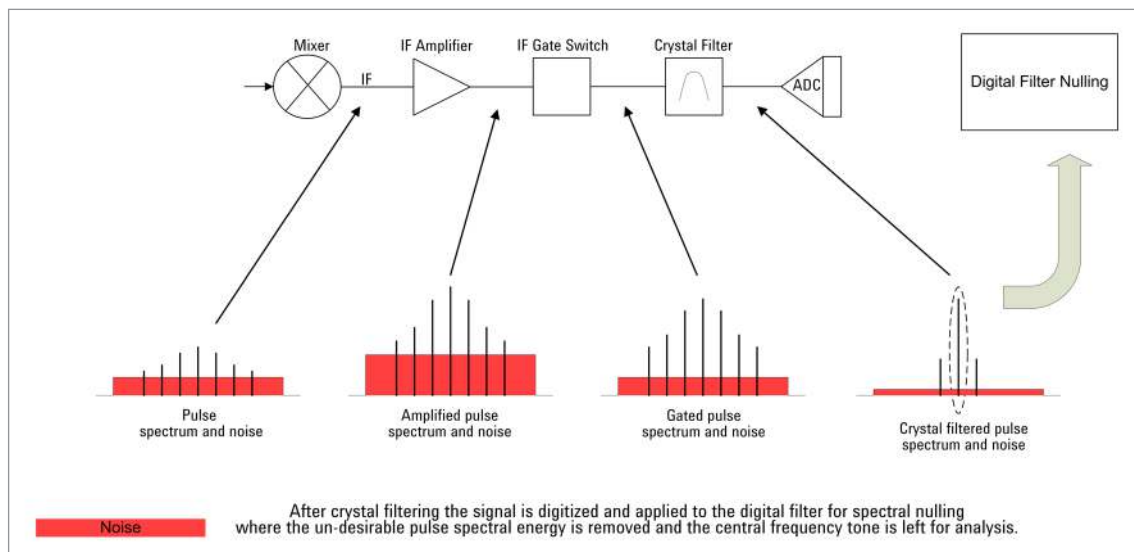 Mixer
IF Amplifier
IF Gate Switch
Crystal Filter
IF
ADC
Digital Filter Nulling
Pulse
spectrum and noise
Amplified pulse
spectrum and noise
Gated pulse
spectrum and noise
Crystal filtered pulse
spectrum and noise
Noise
After crystal filtering the signal is digitized and applied to the digital filter for spectral nulling
where the un-desirable pulse spectral energy is removed and the central frequency tone is left for analysis.